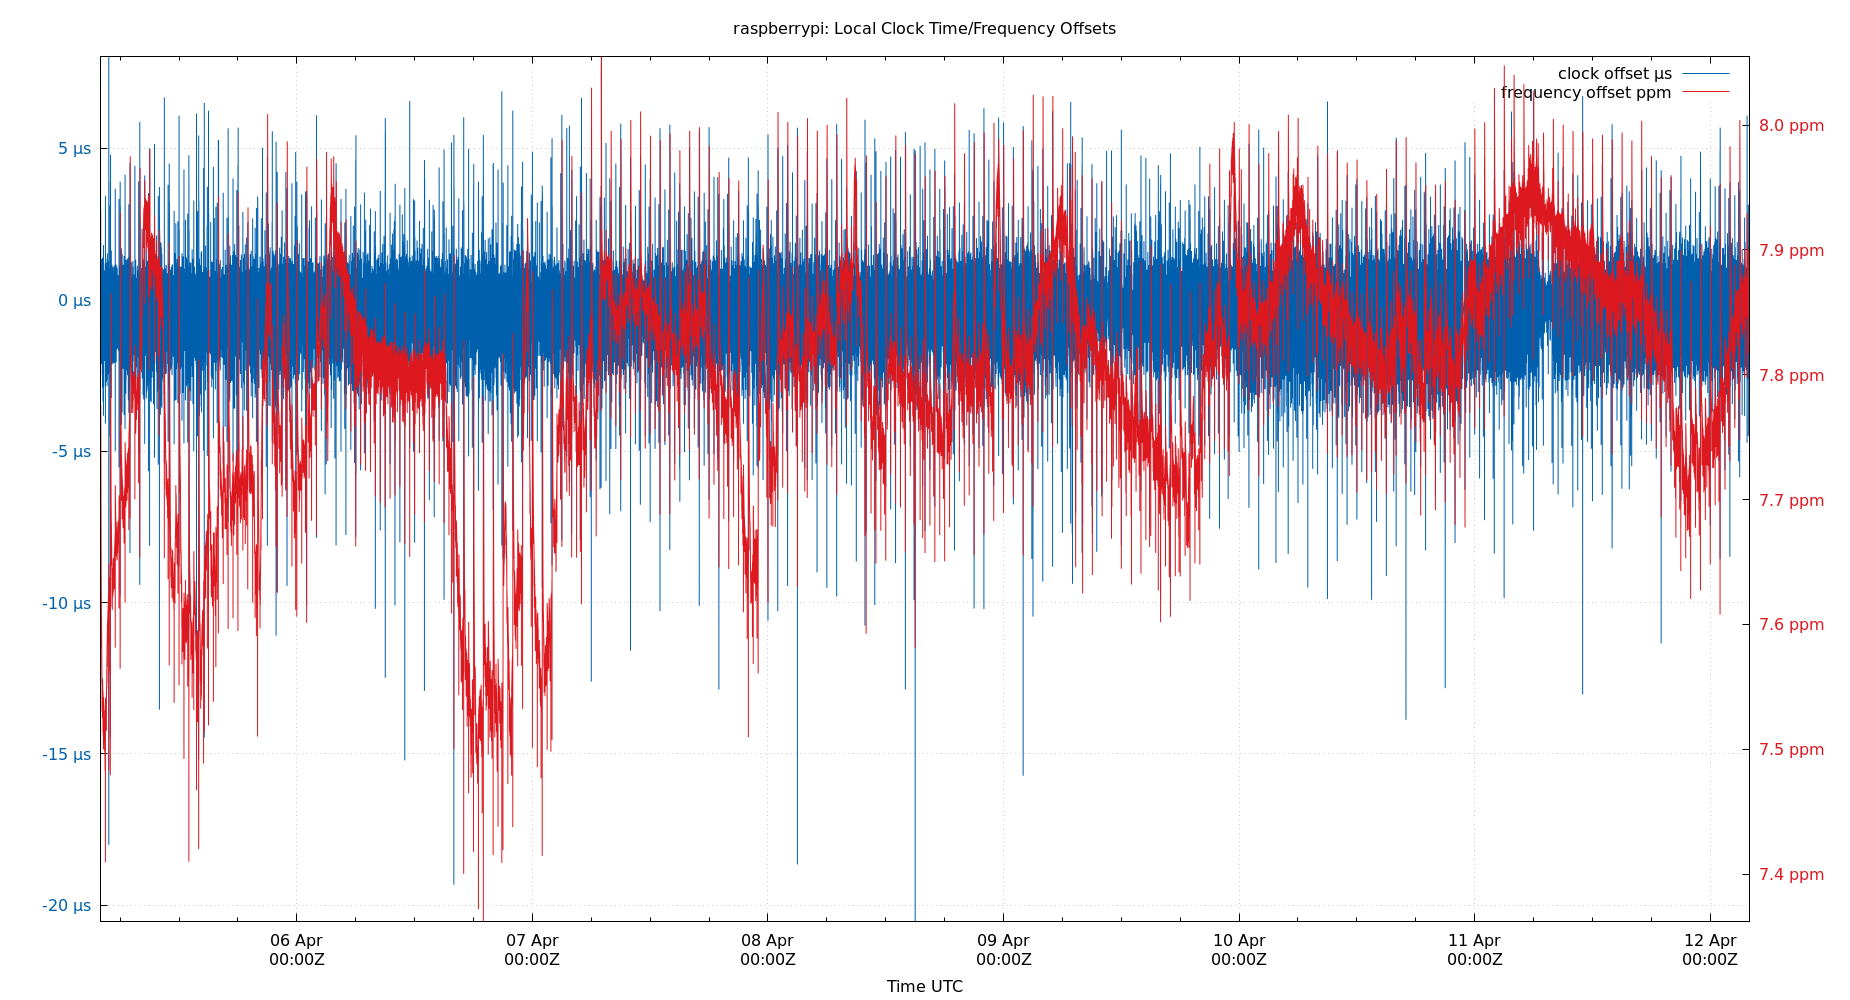 raspberrypi: Local Clock Time/Frequency Offsets
clock offset µs
frequency offset ppm
5 µs
0 µs
-5 µs
-10 µs
-15 µs
-20 µs
8.0 ppm
7.9 ppm
7.8 ppm
7.7 ppm
7.6 ppm
7.5 ppm
7.4 ppm
06 Apr
00:00Z
07 Apr
00:00Z
08 Apr
00:00Z
09 Apr
00:00Z
10 Apr
00:00Z
11 Apr
00:00Z
12 Apr
00:00Z
Time UTC